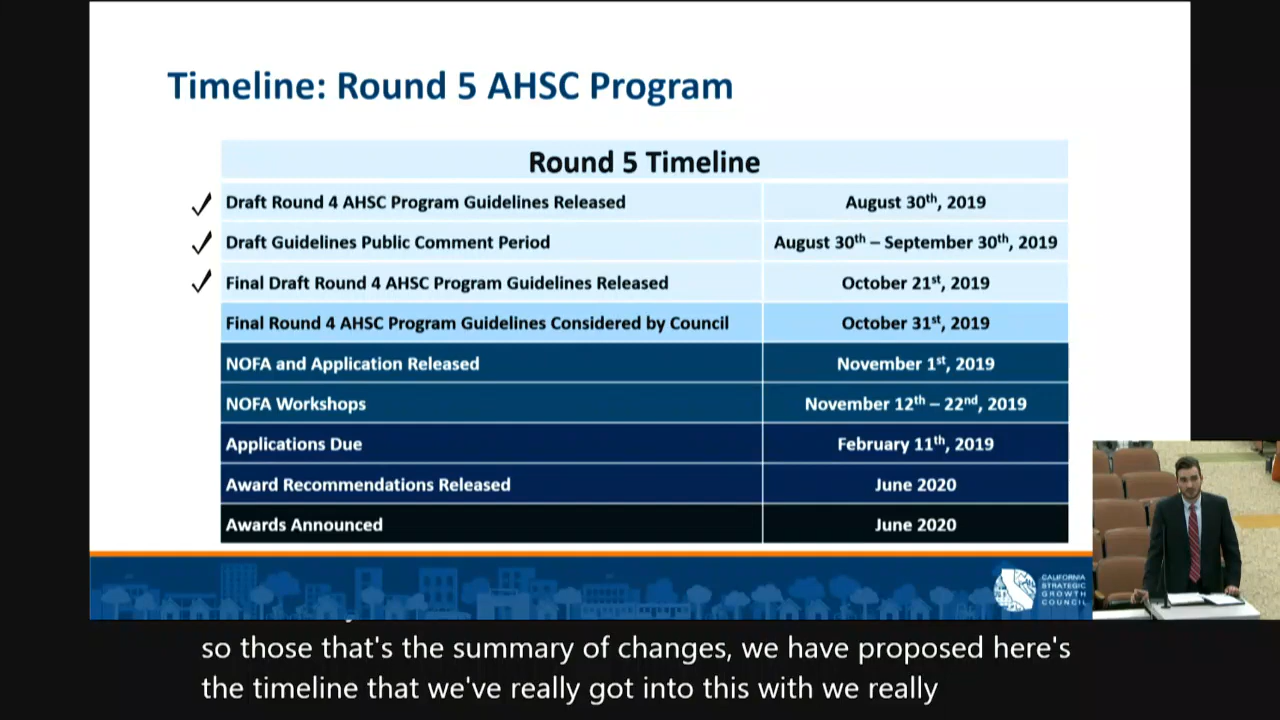 Timeline: Round 5 AHSC Program
Round 5 Timeline
Draft Round 4 AHSC Program Guidelines Released August 30th, 2019
Draft Guidelines Public Comment Period August 30th – September 30th, 2019
Final Draft Round 4 AHSC Program Guidelines Released October 21st, 2019
Final Round 4 AHSC Program Guidelines Considered by Council October 31st, 2019
NOFA and Application Released November 1st, 2019
NOFA Workshops November 12th – 22nd, 2019
Applications Due February 11th, 2019
Award Recommendations Released June 2020
Awards Announced June 2020
CALIFORNIA
STRATEGIC
GROWTH
COUNCIL
so those that's the summary of changes, we have proposed here's
the timeline that we've really got into this with we really